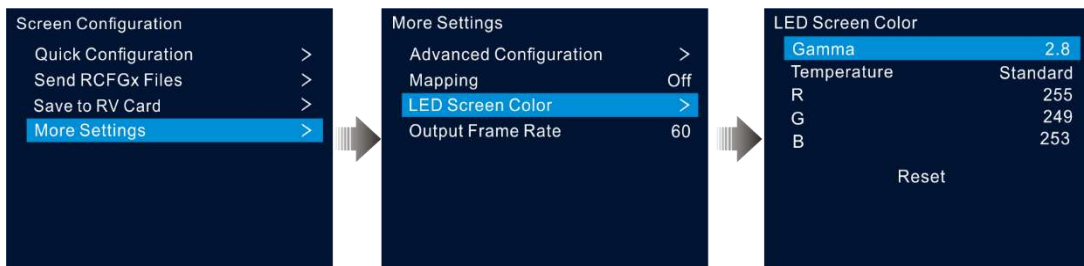 Screen Configuration
Quick Configuration >
Send RCFGx Files >
Save to RV Card >
More Settings >
More Settings
Advanced Configuration >
Mapping Off
LED Screen Color >
Output Frame Rate 60
LED Screen Color
Gamma 2.8
Temperature Standard
R 255
G 249
B 253
Reset